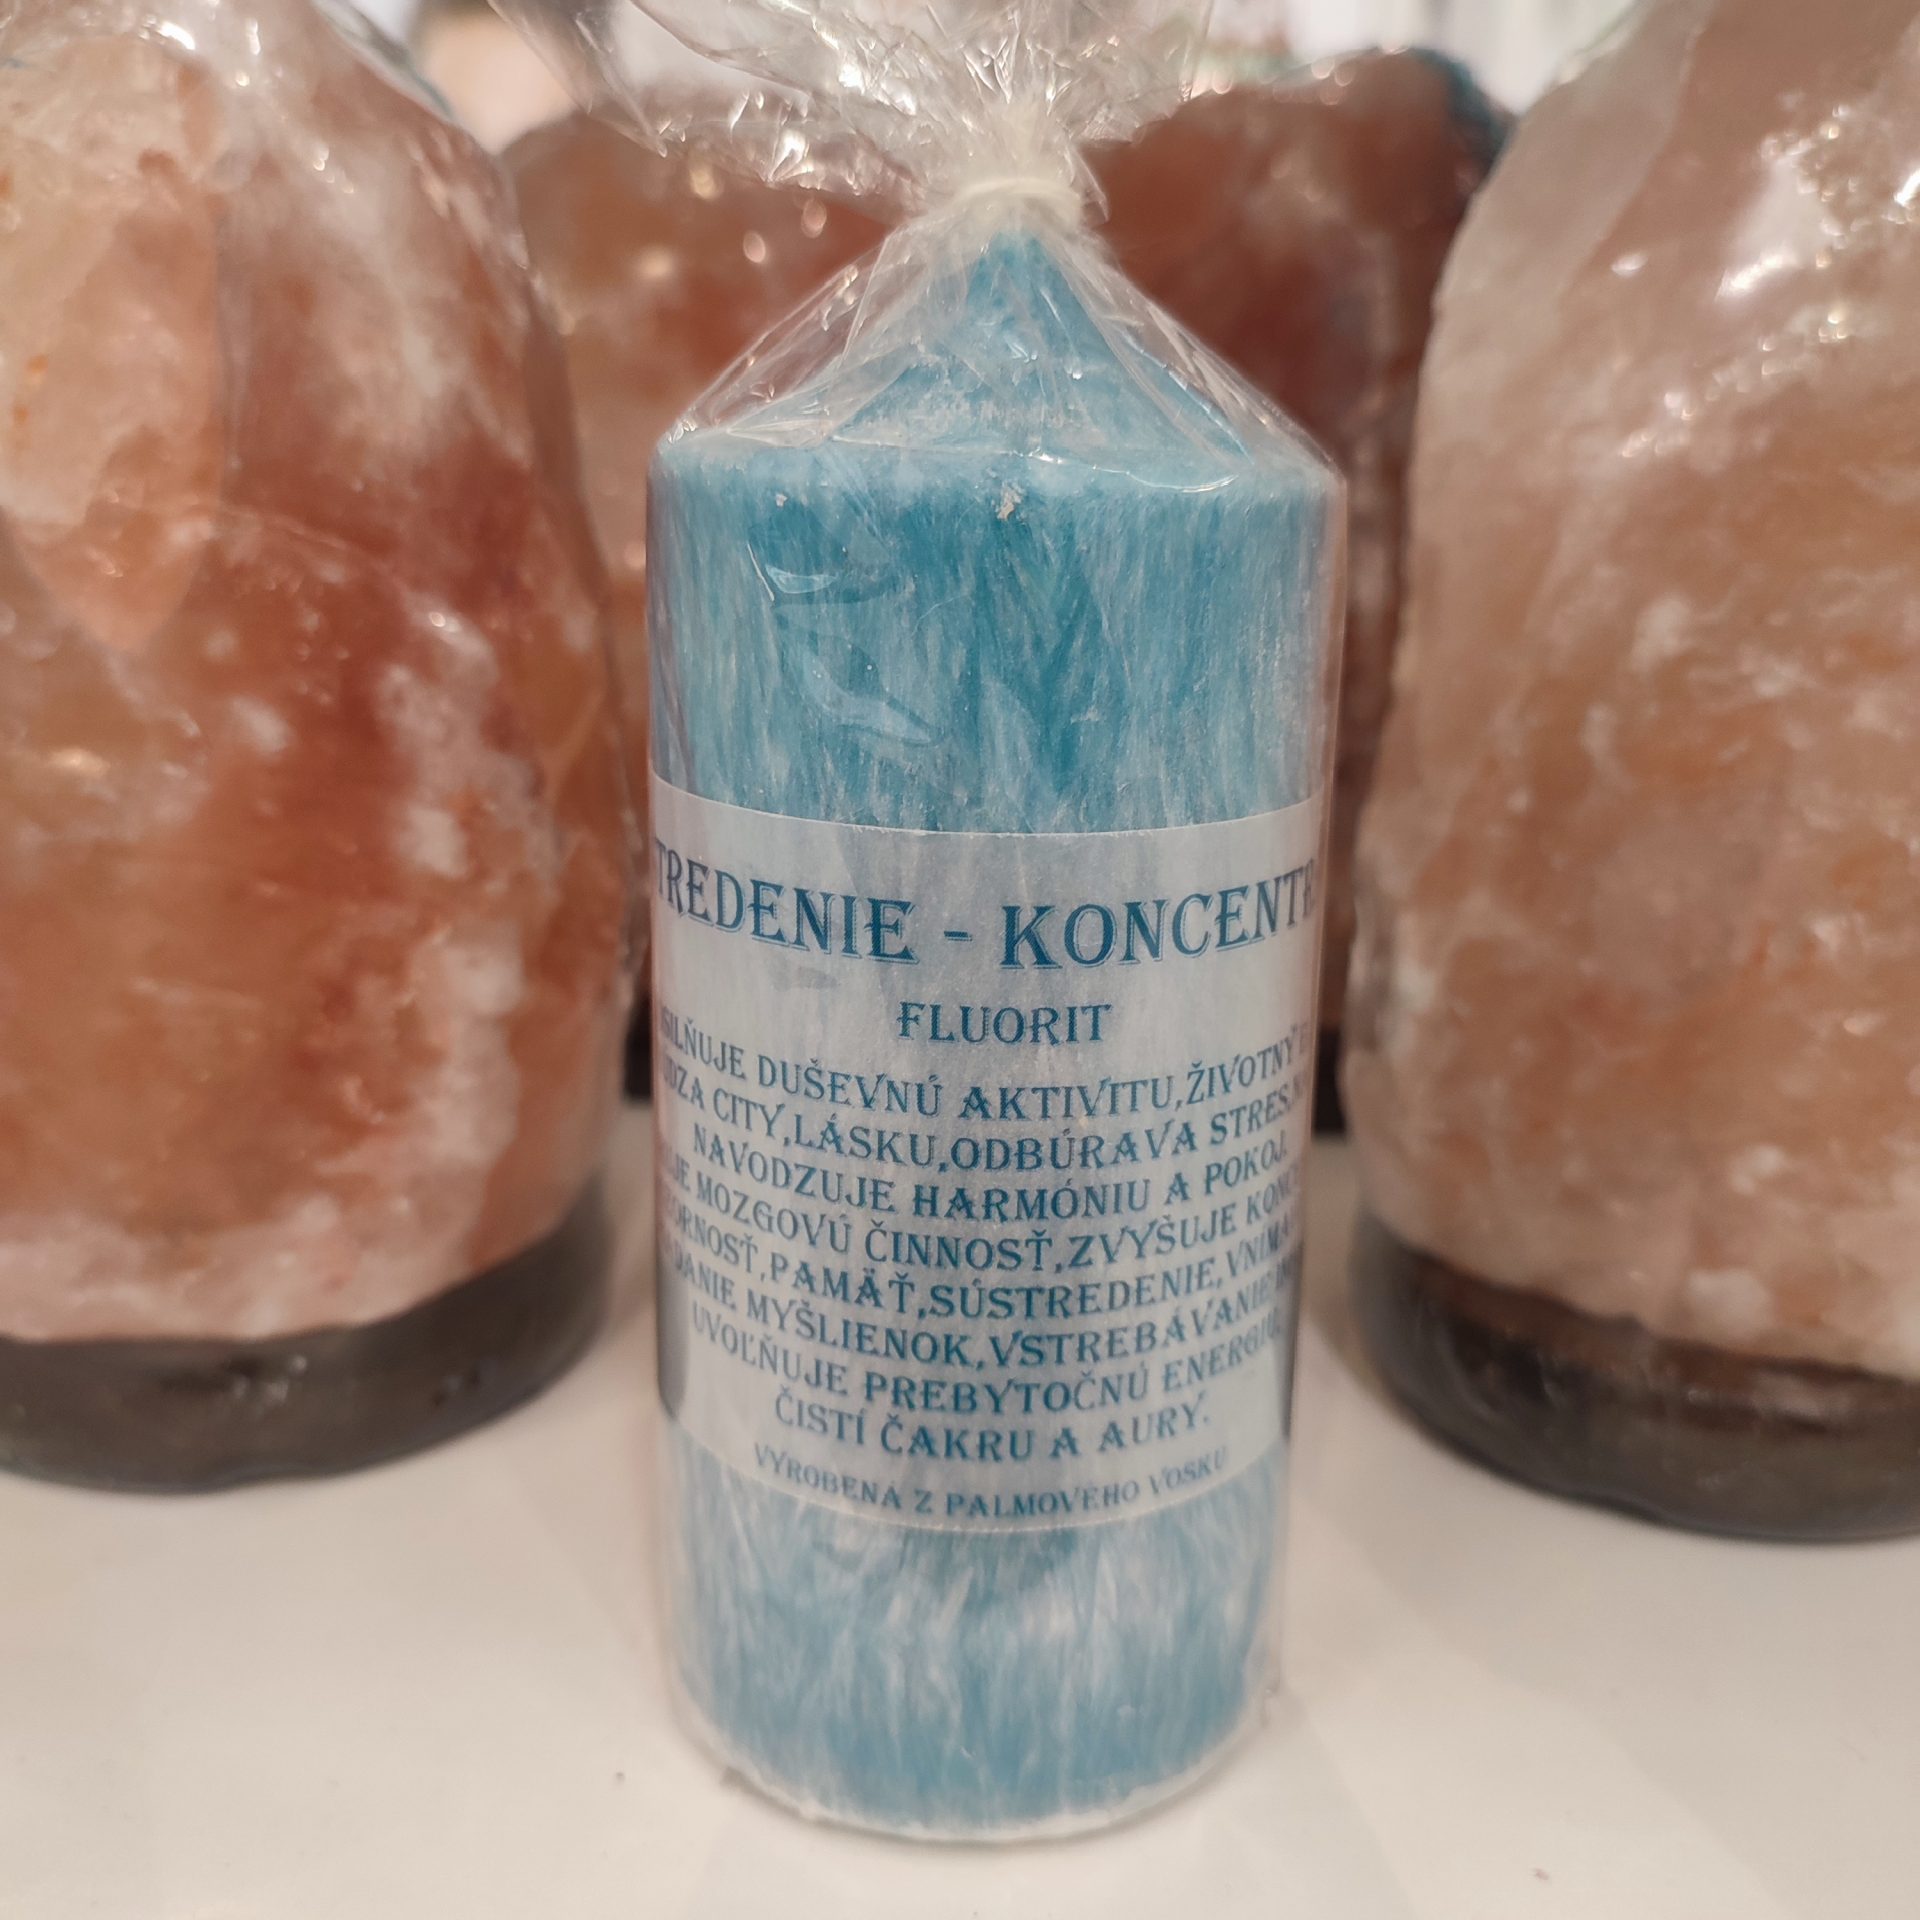 TREDENIE - KONCENTR
FLUORIT
SILŇUJE DUŠEVNÚ AKTIVITU,ŽIVOTNÝ
DZA CITY,LÁSKU,ODBÚRAVA STRES
NAVODZUJE HARMÓNIU A POKOJ.
JE MOZGOVÚ ČINNOSŤ,ZVYŠUJE KONC
ORNOSŤ,PAMÄŤ,SÚSTREDENIE,VNÍMA
DANIE MYŠLIENOK,VSTREBÁVANIE
UVOĽŇUJE PREBYTOČNÚ ENERGIU,
ČISTÍ ČAKRU A AURY.
VYROBENÁ Z PALMOVÉHO VOSKU